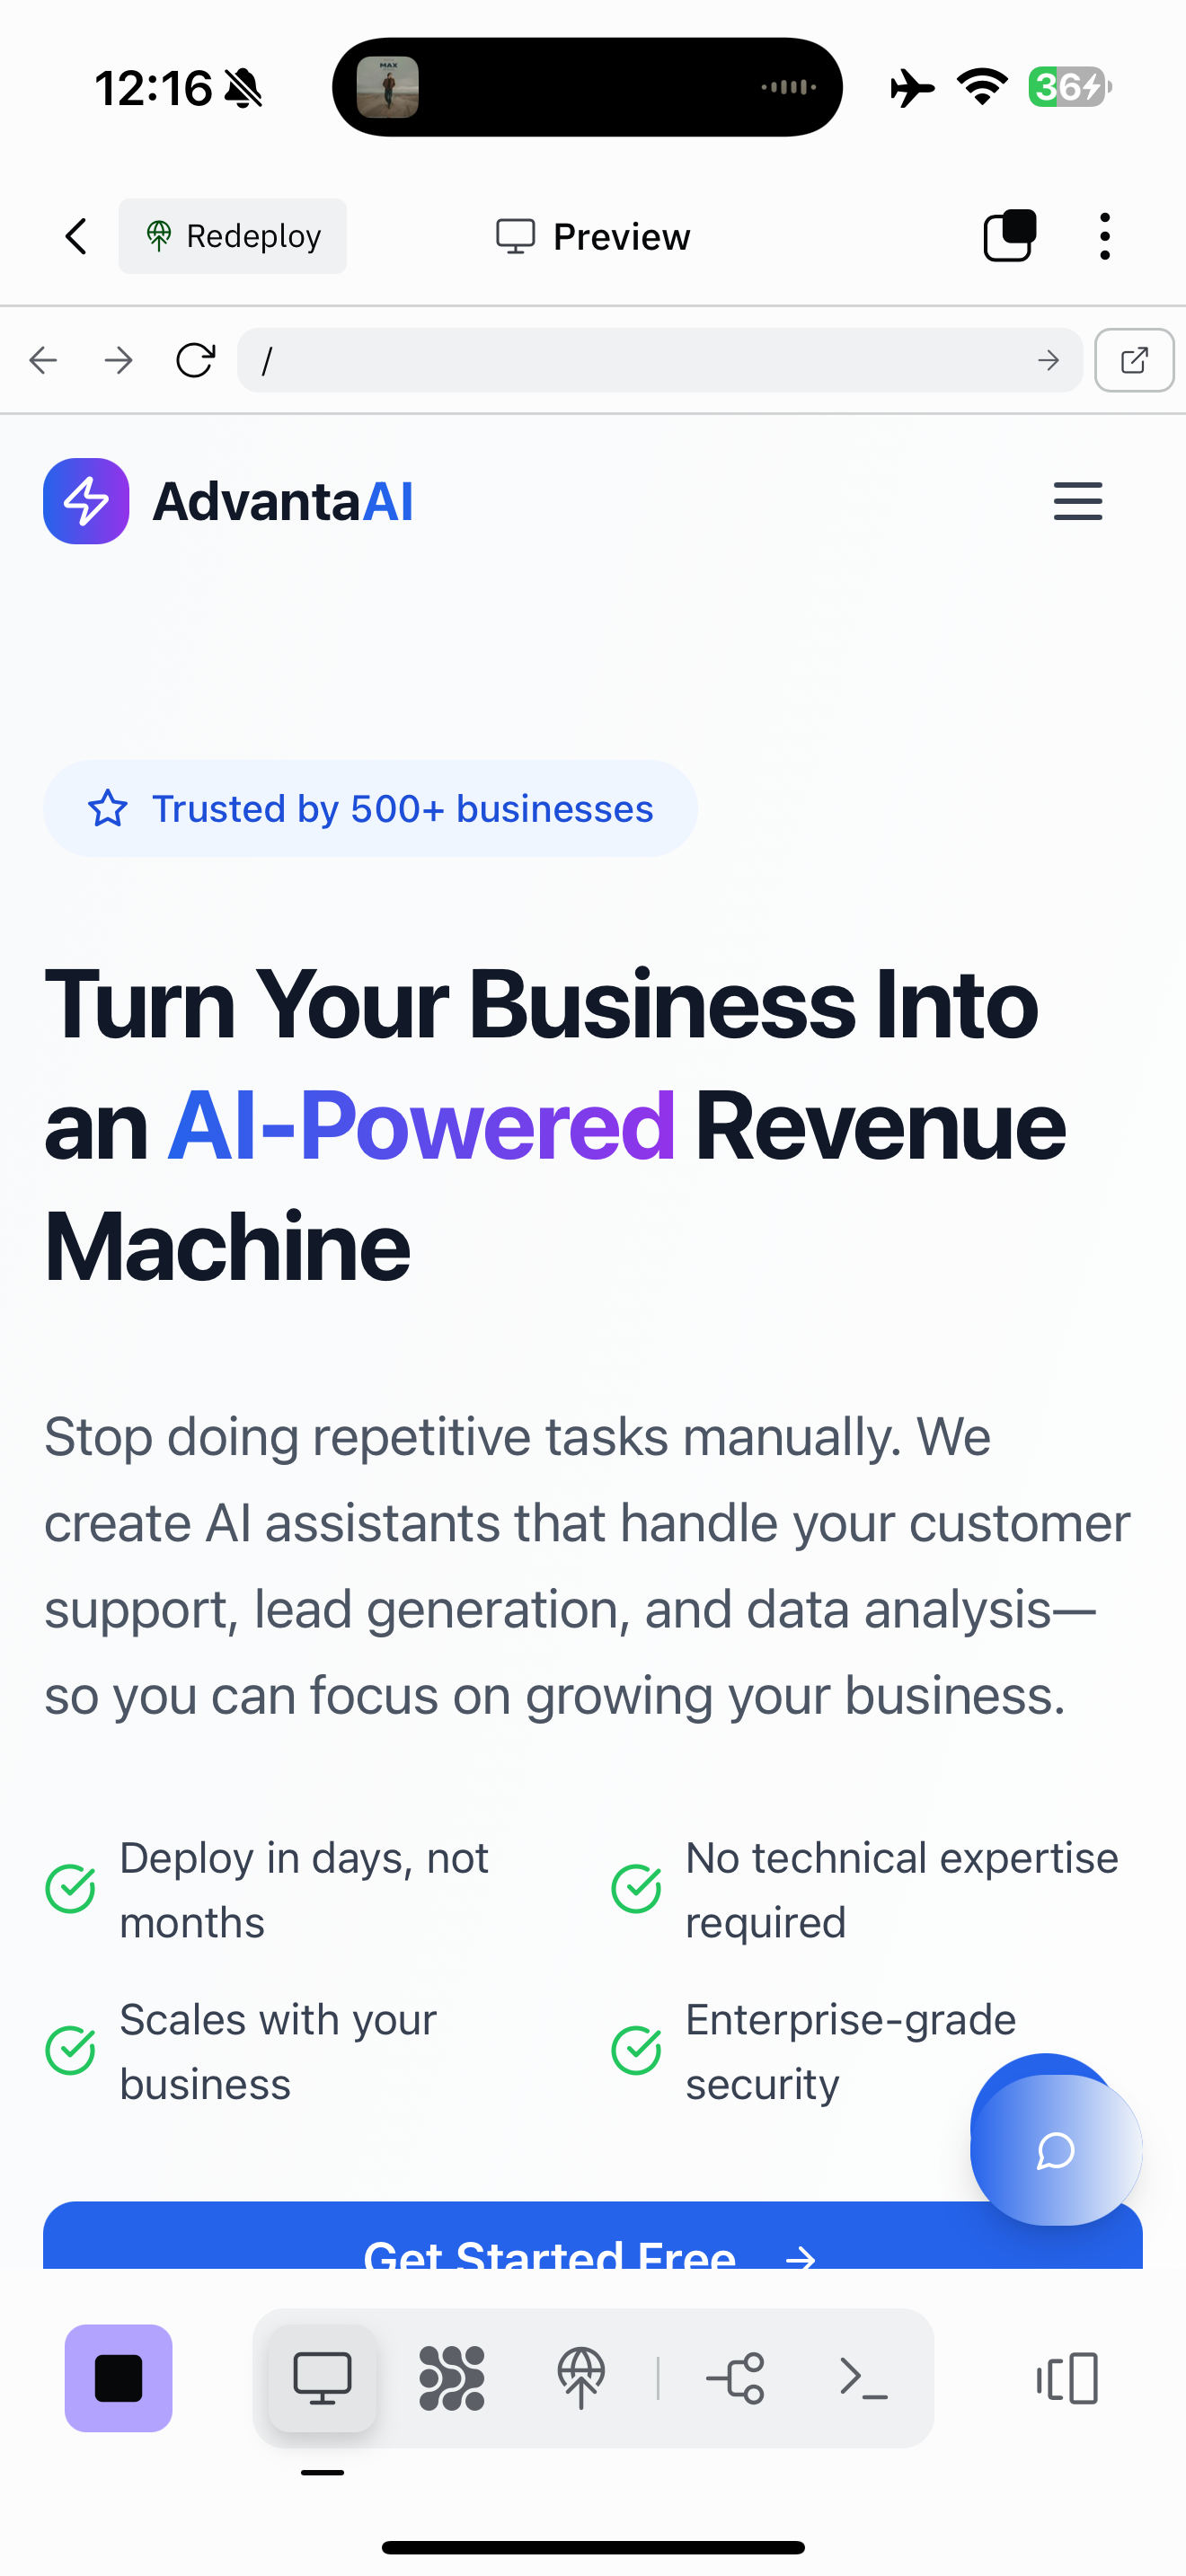 12:16
MAX
36
Redeploy
Preview
/
AdvantaAI
Trusted by 500+ businesses
Turn Your Business Into
an AI-Powered Revenue
Machine
Stop doing repetitive tasks manually. We
create AI assistants that handle your customer
support, lead generation, and data analysis—
so you can focus on growing your business.
Deploy in days, not
months
No technical expertise
required
Scales with your
business
Enterprise-grade
security
Get Started Free